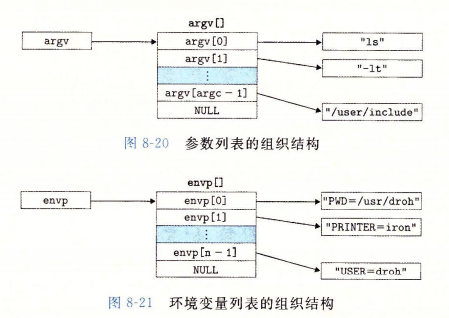 argv[]
argv
argv[0]
"ls"
argv[1]
"-lt"
⋮
argv[argc－1]
"/user/include"
NULL
图 8-20 参数列表的组织结构
envp[]
envp
envp[0]
"PWD=/usr/droh"
envp[1]
"PRINTER=iron"
⋮
envp[n－1]
"USER=droh"
NULL
图 8-21 环境变量列表的组织结构